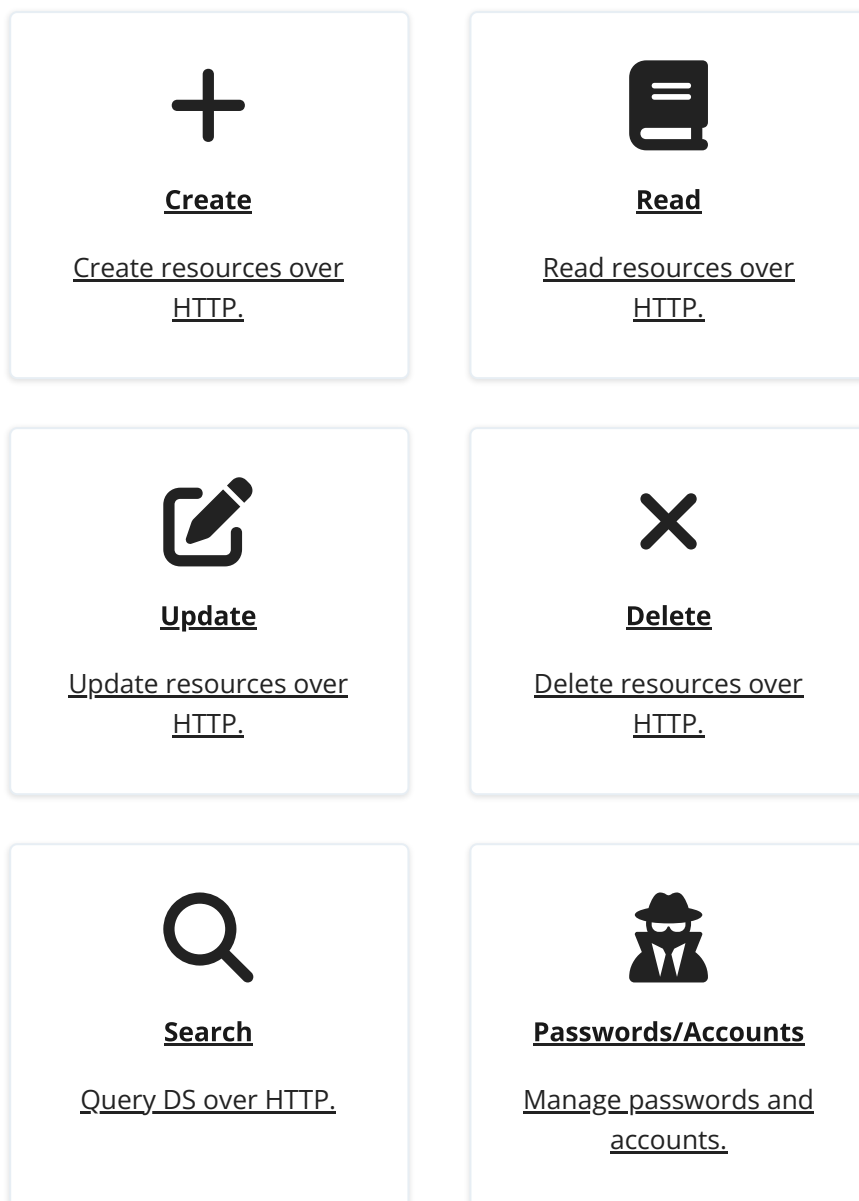 Create
Create resources over
HTTP.
Read
Read resources over
HTTP.
Update
Update resources over
HTTP.
Delete
Delete resources over
HTTP.
Search
Query DS over HTTP.
Passwords/Accounts
Manage passwords and
accounts.